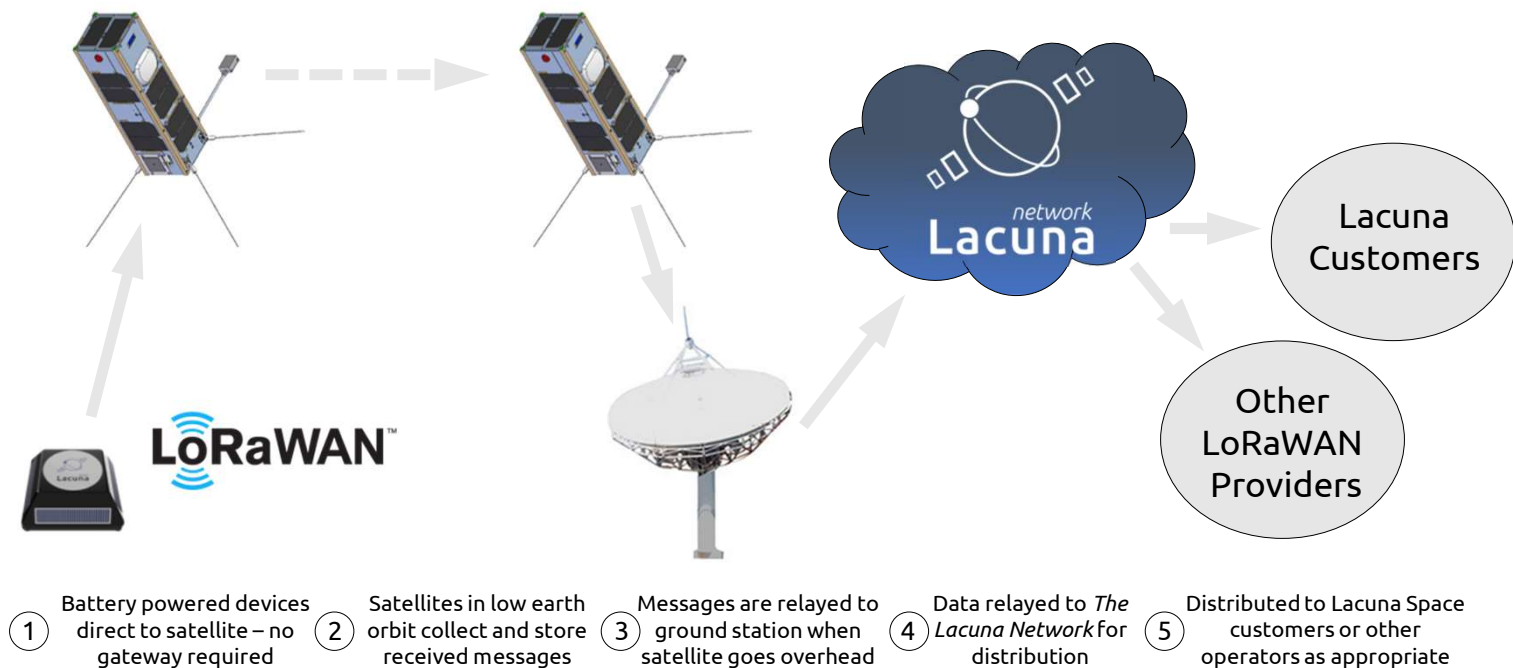 network
Lacuna
Lacuna
Customers
Other
LoRaWAN
Providers
LoRaWAN™
Lacuna
1
Battery powered devices
direct to satellite – no
gateway required
2
Satellites in low earth
orbit collect and store
received messages
3
Messages are relayed to
ground station when
satellite goes overhead
4
Data relayed to The
Lacuna Network for
distribution
5
Distributed to Lacuna Space
customers or other
operators as appropriate